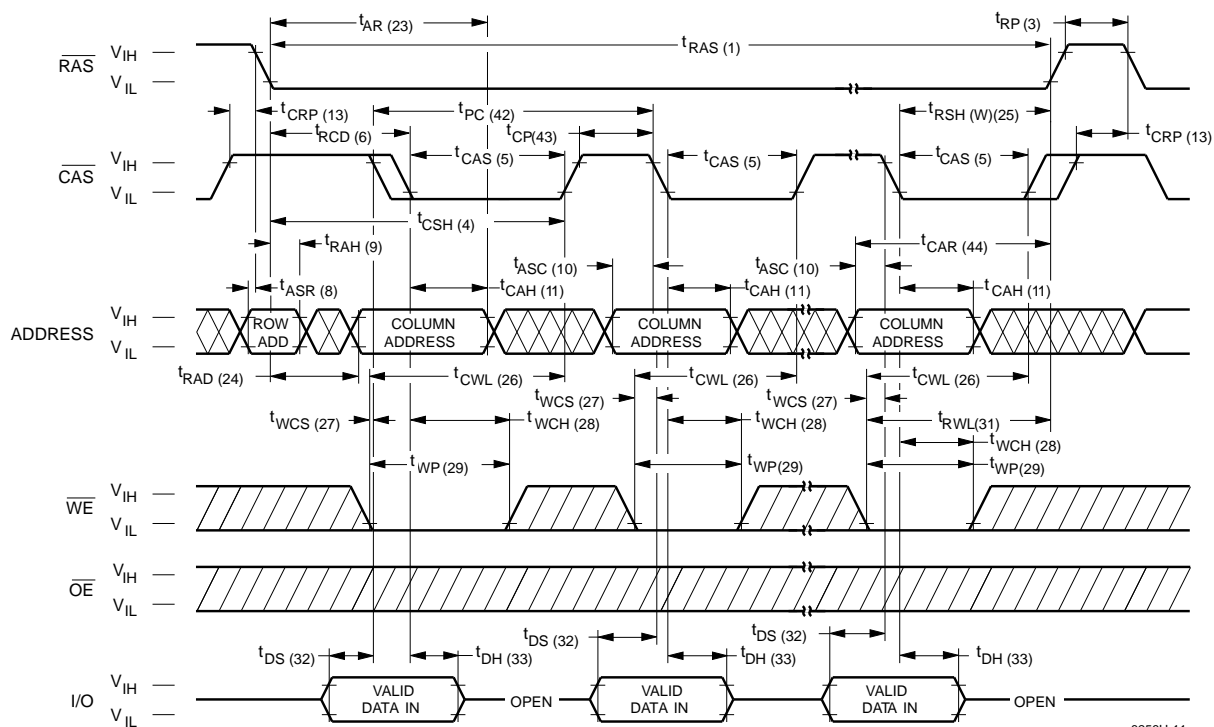 tAR (23)
tRP (3)
tRAS (1)
RAS
VIH
VIL
tCRP (13)
tPC (42)
tRSH (W)(25)
tRCD (6)
tCP(43)
tCRP (13)
CAS
VIH
VIL
tCAS (5)
tCAS (5)
tCAS (5)
tCSH (4)
tRAH (9)
tCAR (44)
tASC (10)
tASC (10)
tASR (8)
tCAH (11)
tCAH (11)
tCAH (11)
ADDRESS
VIH
VIL
ROW
ADD
COLUMN
ADDRESS
COLUMN
ADDRESS
COLUMN
ADDRESS
tRAD (24)
tCWL (26)
tCWL (26)
tCWL (26)
tWCS (27)
tWCS (27)
tWCS (27)
tWCH (28)
tWCH (28)
tRWL(31)
tWCH (28)
tWP(29)
tWP(29)
tWP(29)
WE
VIH
VIL
OE
VIH
VIL
tDS (32)
tDS (32)
tDS (32)
tDH (33)
tDH (33)
tDH (33)
I/O
VIH
VIL
VALID
DATA IN
OPEN
VALID
DATA IN
VALID
DATA IN
OPEN